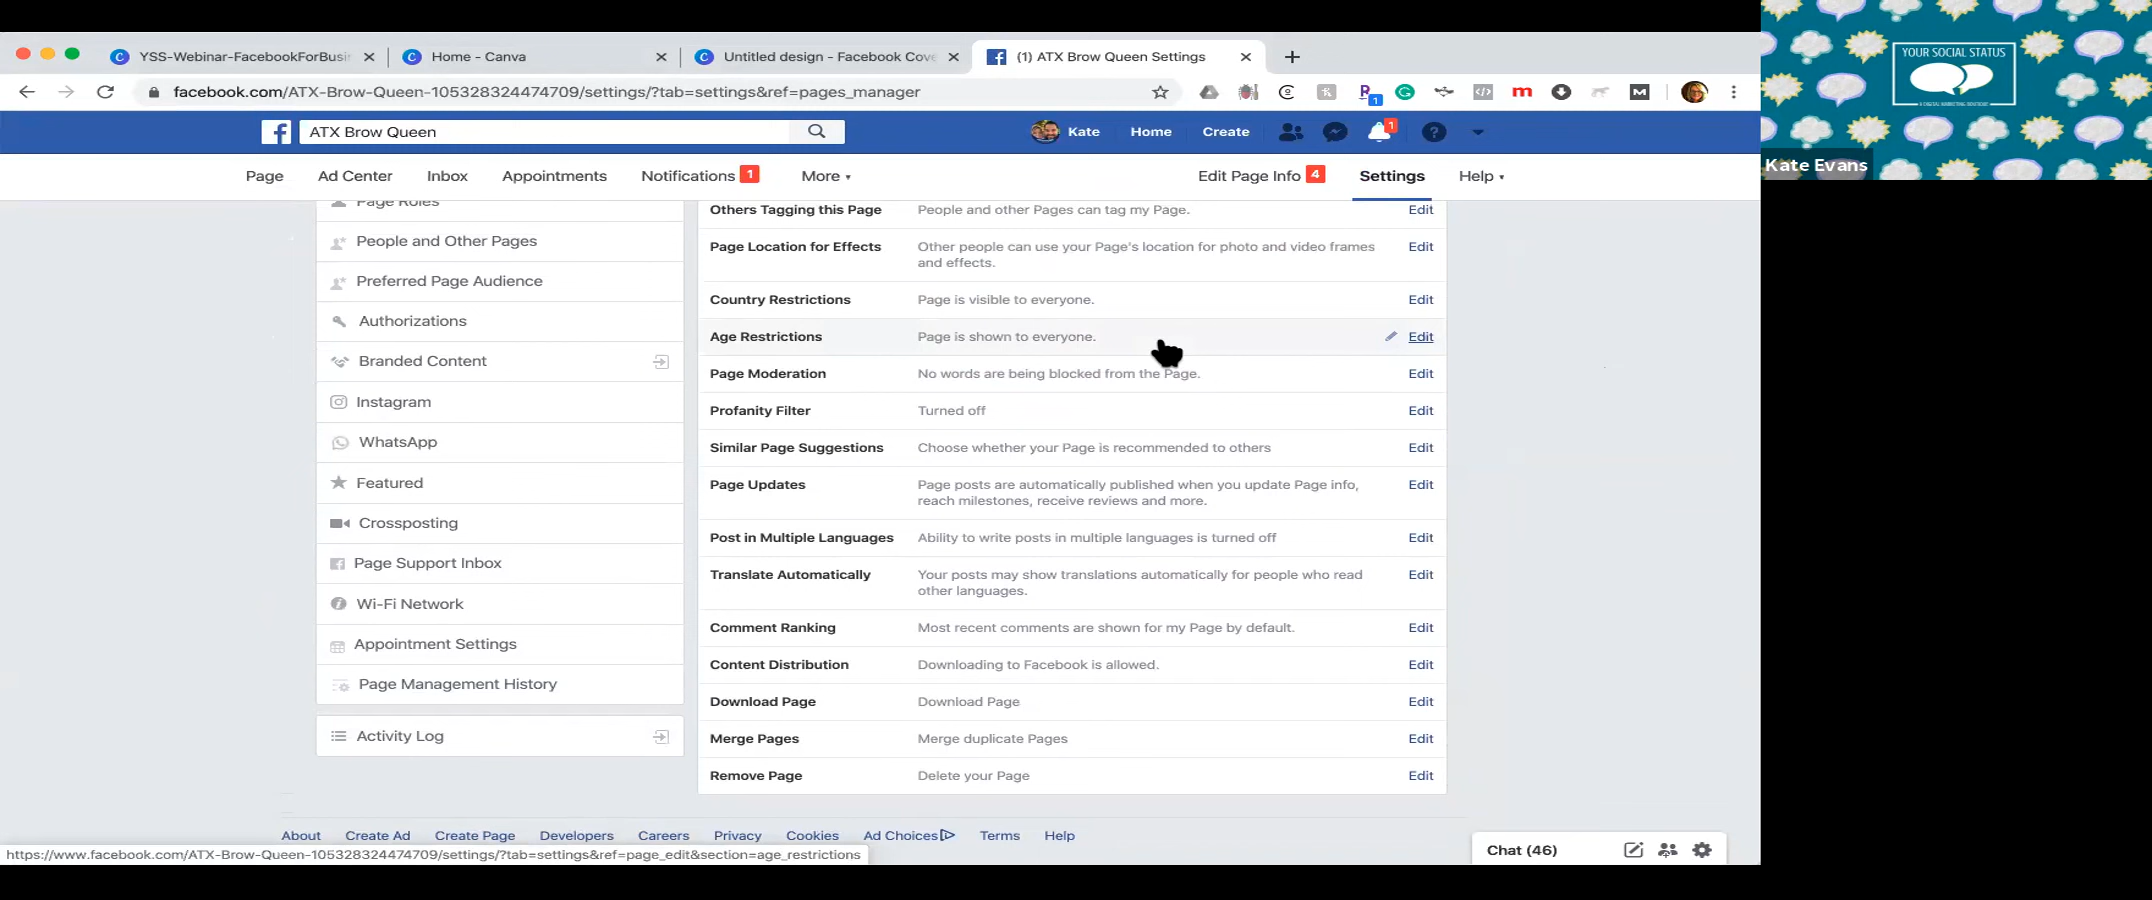 YSS-Webinar-FacebookForBusi
Home - Canva
Untitled design - Facebook Cove
(1) ATX Brow Queen Settings
facebook.com/ATX-Brow-Queen-105328324474709/settings/?tab=settings&ref=pages_manager
1
YOUR SOCIAL STATUS
Kate Evans
ATX Brow Queen
Kate
Home
Create
1
Page
Ad Center
Inbox
Appointments
Notifications 1
More
Edit Page Info 4
Settings
Help
Page Roles
People and Other Pages
Preferred Page Audience
Authorizations
Branded Content
Instagram
WhatsApp
Featured
Crossposting
Page Support Inbox
Wi-Fi Network
Appointment Settings
Page Management History
Activity Log
Others Tagging this Page People and other Pages can tag my Page. Edit
Page Location for Effects Other people can use your Page's location for photo and video frames Edit
and effects.
Country Restrictions Page is visible to everyone. Edit
Age Restrictions Page is shown to everyone. Edit
Page Moderation No words are being blocked from the Page. Edit
Profanity Filter Turned off Edit
Similar Page Suggestions Choose whether your Page is recommended to others Edit
Page Updates Page posts are automatically published when you update Page info, Edit
reach milestones, receive reviews and more.
Post in Multiple Languages Ability to write posts in multiple languages is turned off Edit
Translate Automatically Your posts may show translations automatically for people who read Edit
other languages.
Comment Ranking Most recent comments are shown for my Page by default. Edit
Content Distribution Downloading to Facebook is allowed. Edit
Download Page Download Page Edit
Merge Pages Merge duplicate Pages Edit
Remove Page Delete your Page Edit
About Create Ad Create Page Developers Careers Privacy Cookies Ad Choices Terms Help
https://www.facebook.com/ATX-Brow-Queen-105328324474709/settings/?tab=settings&ref=page_edit&section=age_restrictions
Chat (46)